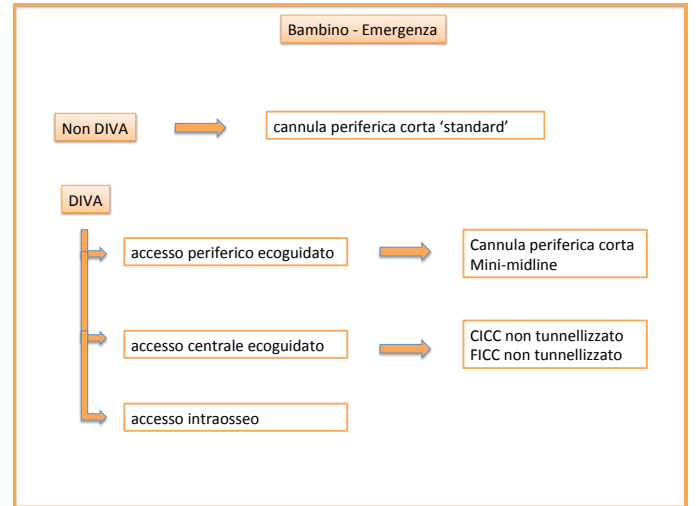 Bambino - Emergenza
Non DIVA
cannula periferica corta ‘standard’
DIVA
accesso periferico ecoguidato
Cannula periferica corta
Mini-midline
accesso centrale ecoguidato
CICC non tunnellizzato
FICC non tunnellizzato
accesso intraosseo